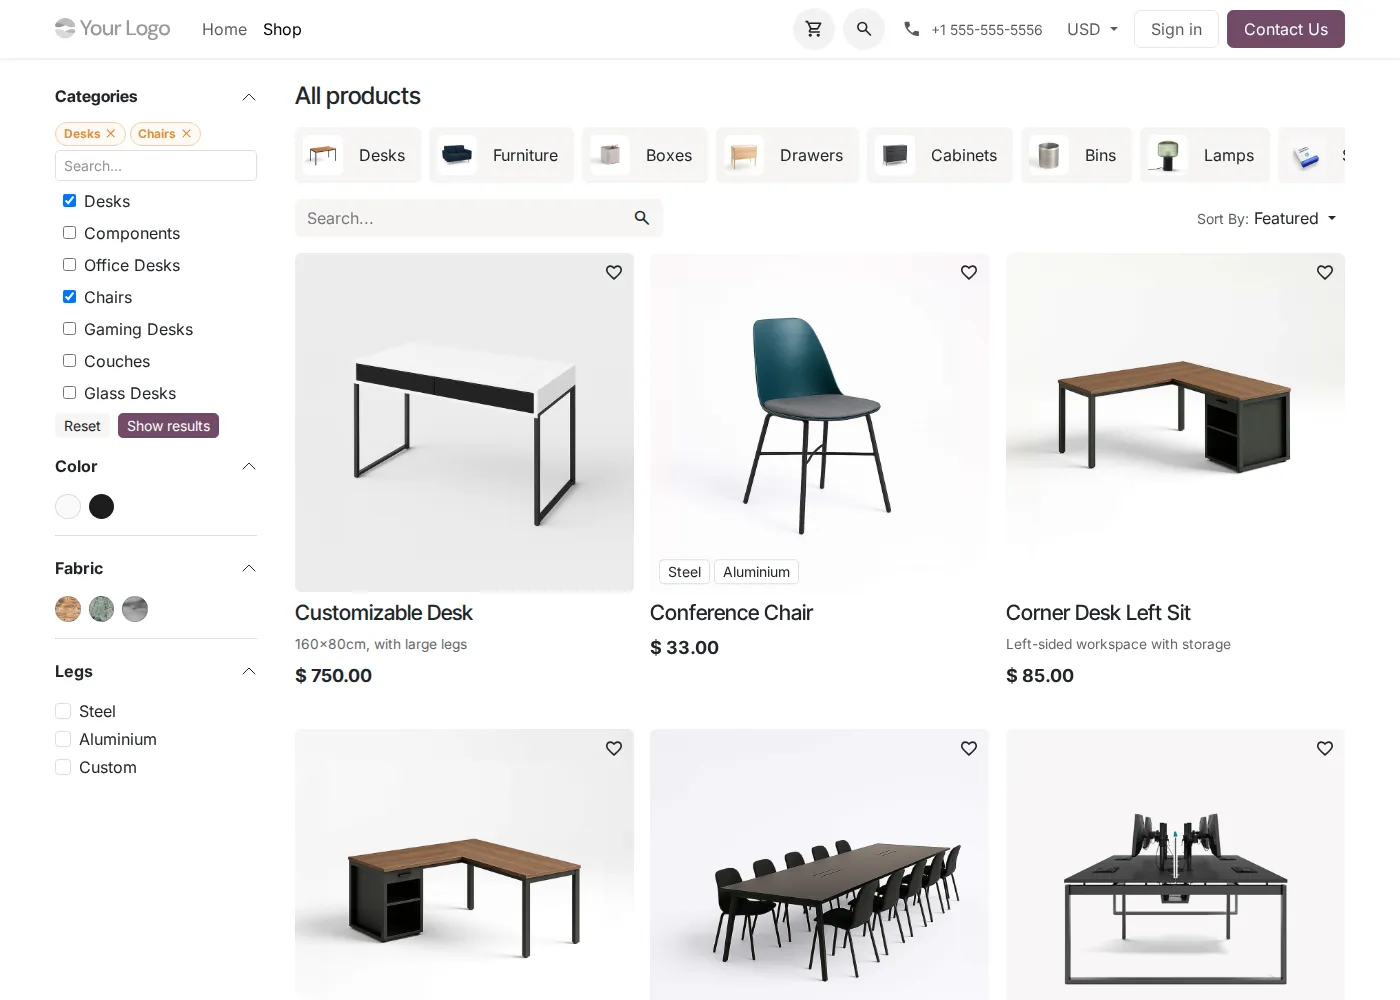 Your Logo Home Shop +1 555-555-5556 USD Sign in Contact Us
Categories
Desks Chairs
Search...
Desks
Components
Office Desks
Chairs
Gaming Desks
Couches
Glass Desks
Reset Show results
Color
Fabric
Legs
Steel
Aluminium
Custom
All products
Desks Furniture Boxes Drawers Cabinets Bins Lamps
Search... Sort By: Featured
Steel Aluminium
Customizable Desk
160x80cm, with large legs
$ 750.00
Conference Chair
$ 33.00
Corner Desk Left Sit
Left-sided workspace with storage
$ 85.00